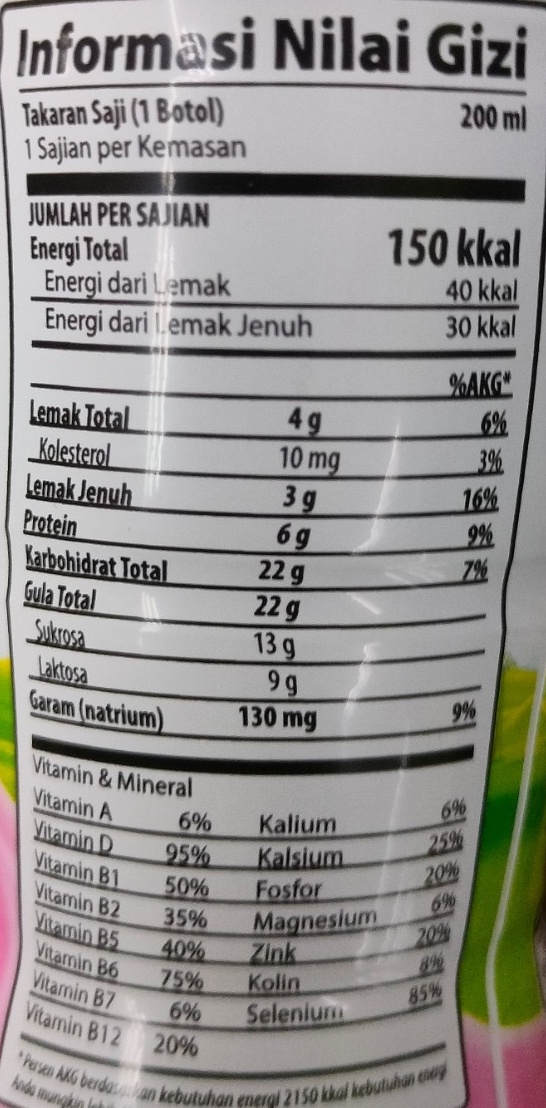 Informasi Nilai Gizi
Takaran Saji (1 Botol) 200 ml
1 Sajian per Kemasan
JUMLAH PER SAJIAN
Energi Total 150 kkal
Energi dari Lemak 40 kkal
Energi dari Lemak Jenuh 30 kkal
%AKG*
Lemak Total 4 g 6%
Kolesterol 10 mg 3%
Lemak Jenuh 3 g 16%
Protein 6 g 9%
Karbohidrat Total 22 g 7%
Gula Total 22 g
Sukrosa 13 g
Laktosa 9 g
Garam (natrium) 130 mg 9%
Vitamin & Mineral
Vitamin A 6% Kalium 6%
Vitamin D 95% Kalsium 25%
Vitamin B1 50% Fosfor 20%
Vitamin B2 35% Magnesium 6%
Vitamin B5 40% Zink 20%
Vitamin B6 75% Kolin 8%
Vitamin B7 6% Selenium 85%
Vitamin B12 20%
*Persen AKG berdasarkan kebutuhan energi 2150 kkal kebutuhan energi
Anda mungkin